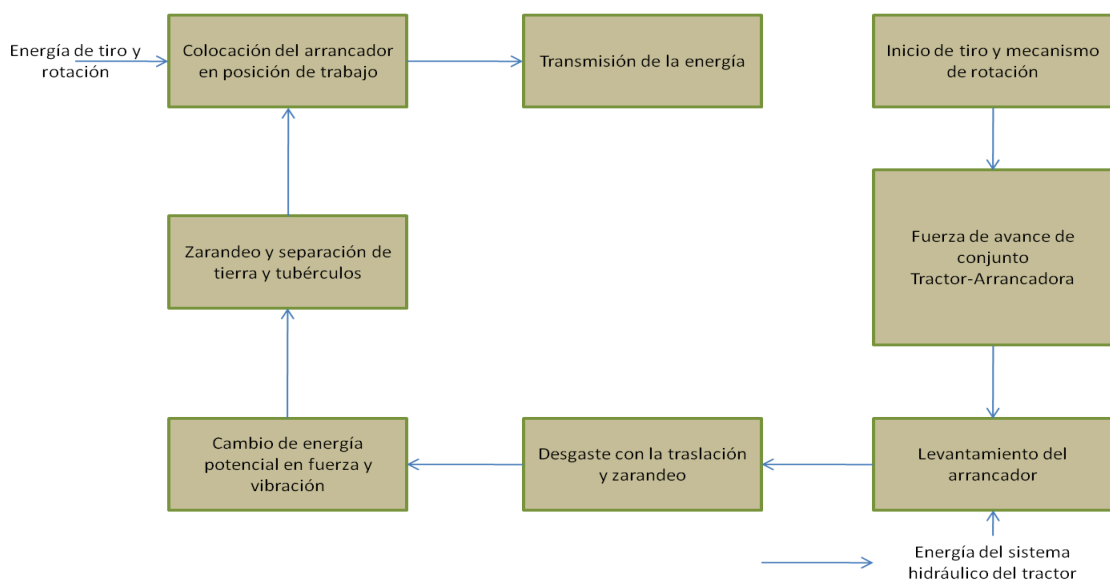 Energía de tiro y
rotación
Colocación del arrancador
en posición de trabajo
Transmisión de la energía
Inicio de tiro y mecanismo
de rotación
Zarandeo y separación de
tierra y tubérculos
Fuerza de avance de
conjunto
Tractor-Arrancadora
Cambio de energía
potencial en fuerza y
vibración
Desgaste con la traslación
y zarandeo
Levantamiento del
arrancador
Energía del sistema
hidráulico del tractor